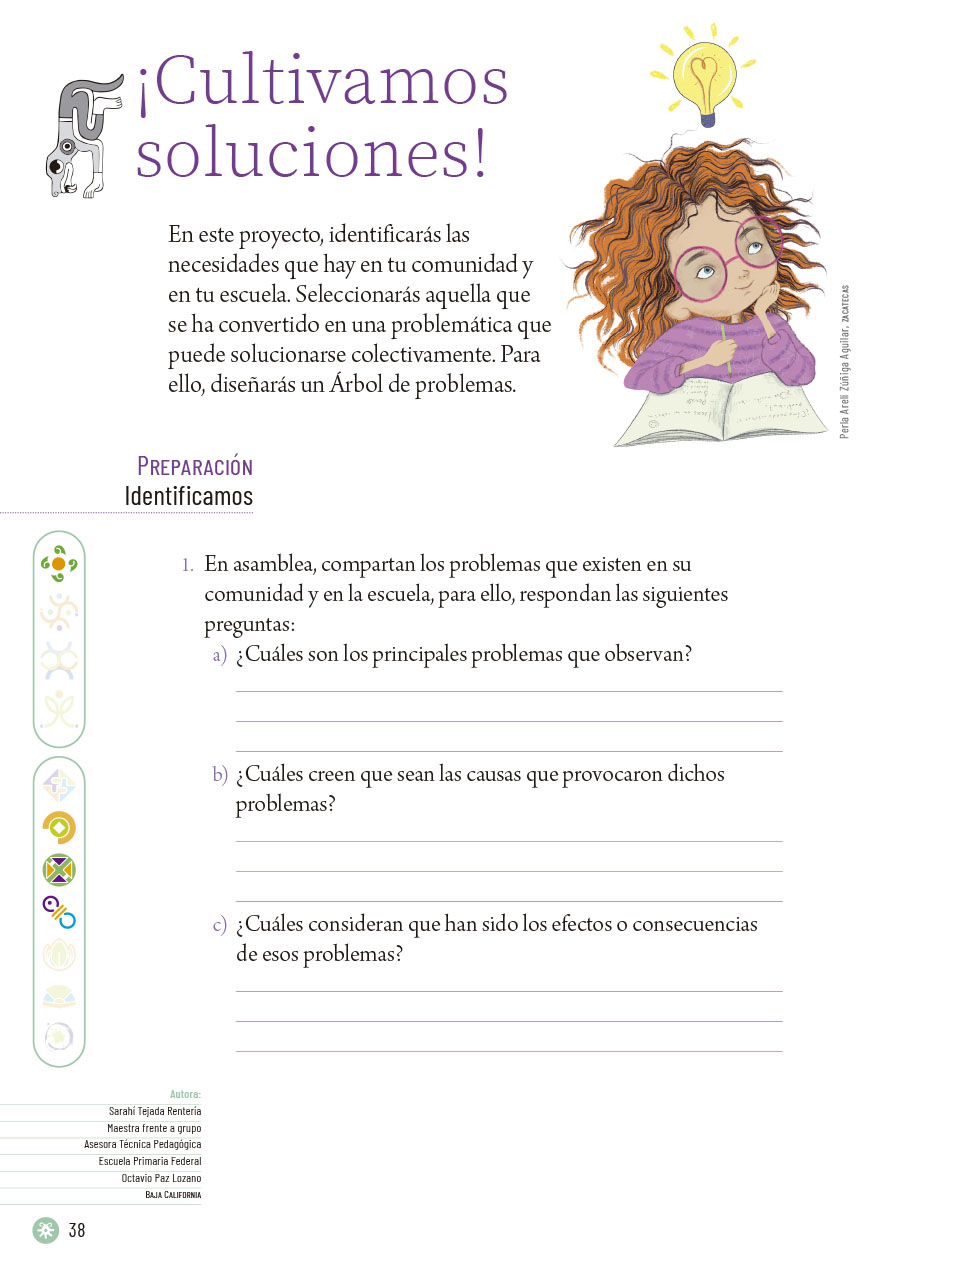 ¡Cultivamos
soluciones!
En este proyecto, identificarás las
necesidades que hay en tu comunidad y
en tu escuela. Seleccionarás aquella que
se ha convertido en una problemática que
puede solucionarse colectivamente. Para
ello, diseñarás un Árbol de problemas.
Perla Areli Zúñiga Aguilar, ZACATECAS
PREPARACIÓN
Identificamos
1. En asamblea, compartan los problemas que existen en su
comunidad y en la escuela, para ello, respondan las siguientes
preguntas:
a) ¿Cuáles son los principales problemas que observan?
b) ¿Cuáles creen que sean las causas que provocaron dichos
problemas?
c) ¿Cuáles consideran que han sido los efectos o consecuencias
de esos problemas?
Autora:
Sarahí Tejada Rentería
Maestra frente a grupo
Asesora Técnica Pedagógica
Escuela Primaria Federal
Octavio Paz Lozano
BAJA CALIFORNIA
38